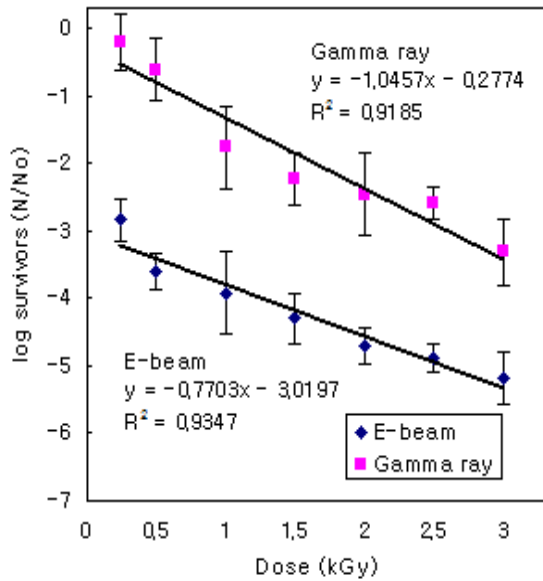 Gamma ray
y = -1,0457x - 0,2774
R² = 0,9185
log survivors (N/No)
0
-1
-2
-3
-4
-5
-6
-7
E-beam
y = -0,7703x - 3,0197
R² = 0,9347
E-beam
Gamma ray
0 0,5 1 1,5 2 2,5 3
Dose (kGy)